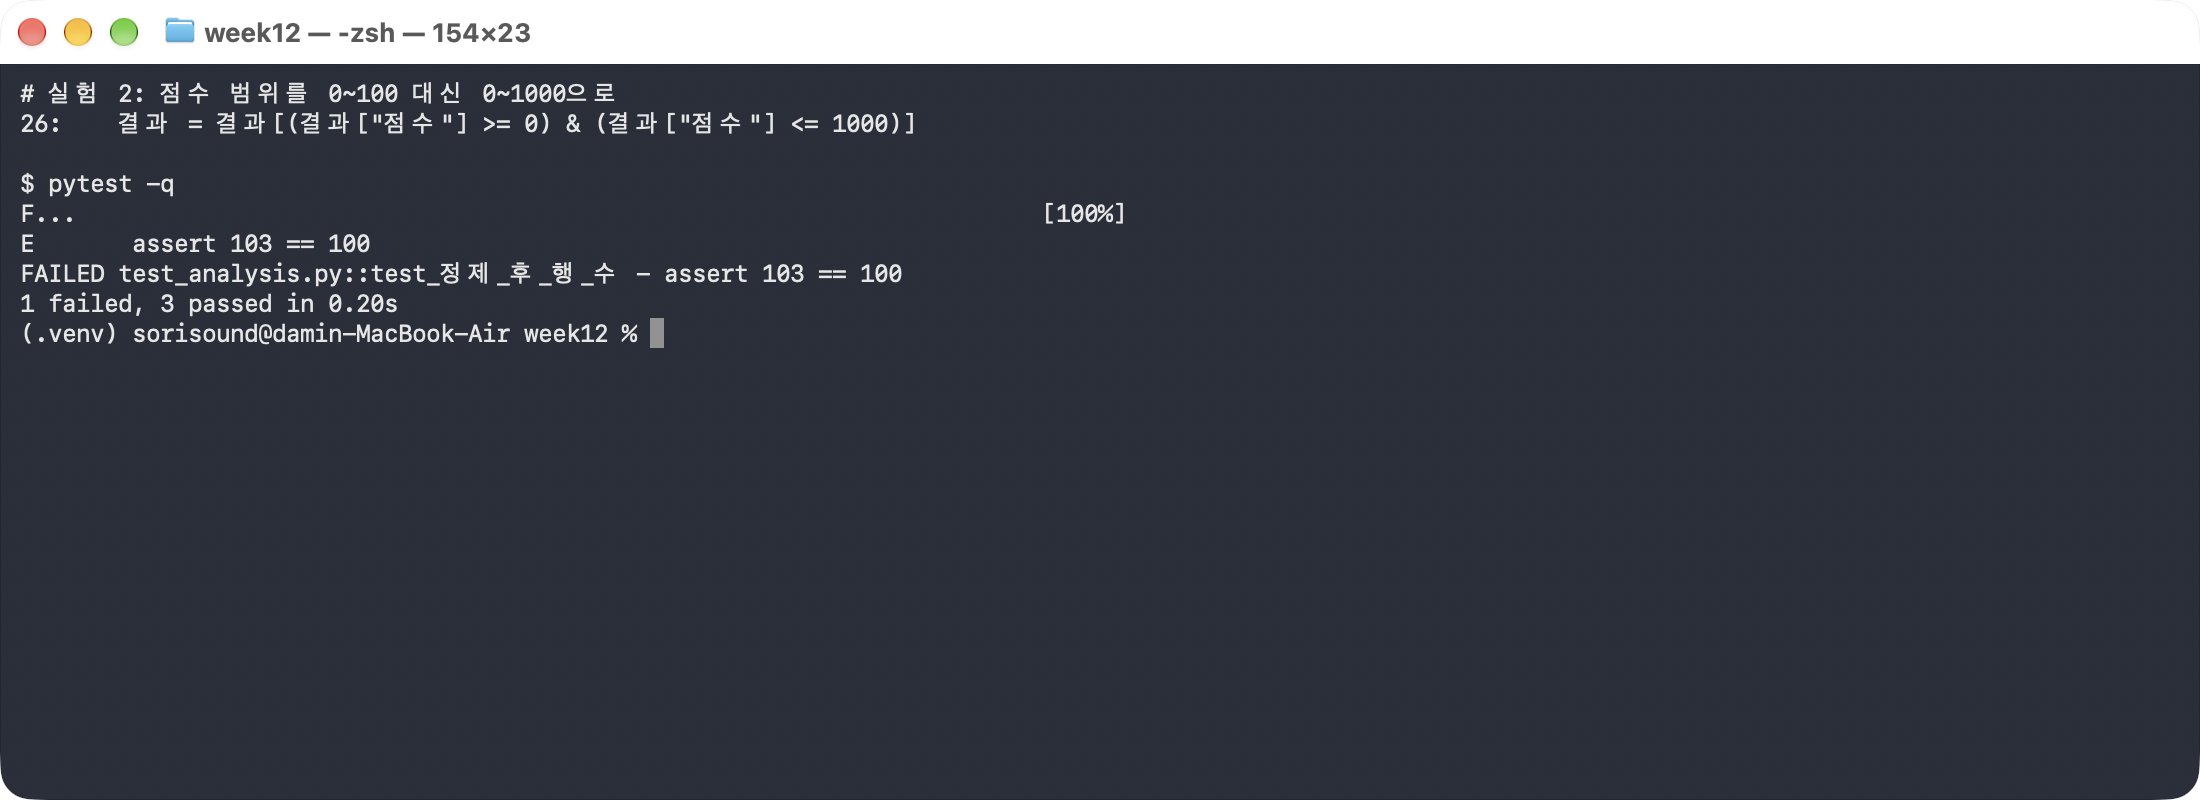 week12 — -zsh — 154×23
# 실험 2: 점수 범위를 0~100 대신 0~1000으로
26:    결과 = 결과[(결과["점수"] >= 0) & (결과["점수"] <= 1000)]
$ pytest -q
F... [100%]
E       assert 103 == 100
FAILED test_analysis.py::test_정제_후_행_수 - assert 103 == 100
1 failed, 3 passed in 0.20s
(.venv) sorisound@damin-MacBook-Air week12 %